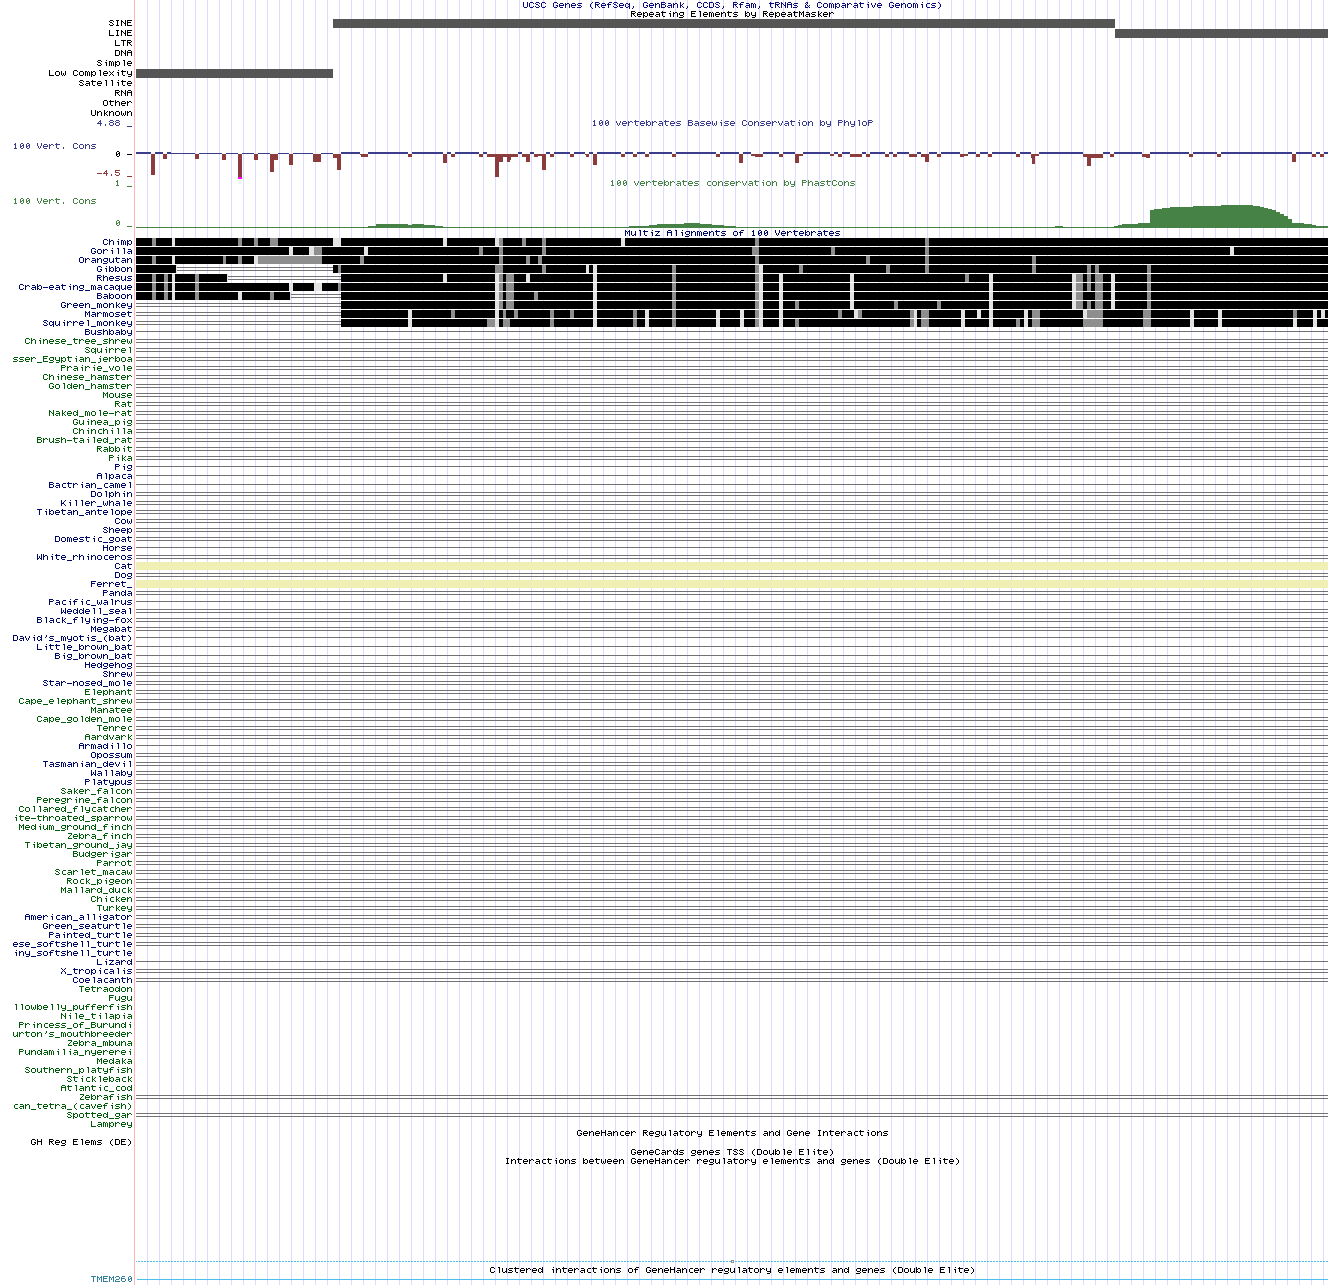 UCSC Genes (RefSeq, GenBank, CCDS, Rfam, tRNAs & Comparative Genomics)
Repeating Elements by RepeatMasker
SINE
LINE
LTR
DNA
Simple
Low Complexity
Satellite
RNA
Other
Unknown
4.88 _
100 vertebrates Basewise Conservation by PhyloP
100 Vert. Cons
0 _
-4.5 _
1 _
100 vertebrates conservation by PhastCons
100 Vert. Cons
0 _
Multiz Alignments of 100 Vertebrates
Chimp
Gorilla
Orangutan
Gibbon
Rhesus
Crab-eating_macaque
Baboon
Green_monkey
Marmoset
Squirrel_monkey
Bushbaby
Chinese_tree_shrew
Squirrel
sser_Egyptian_jerboa
Prairie_vole
Chinese_hamster
Golden_hamster
Mouse
Rat
Naked_mole-rat
Guinea_pig
Chinchilla
Brush-tailed_rat
Rabbit
Pika
Pig
Alpaca
Bactrian_camel
Dolphin
Killer_whale
Tibetan_antelope
Cow
Sheep
Domestic_goat
Horse
White_rhinoceros
Cat
Dog
Ferret_
Panda
Pacific_walrus
Weddell_seal
Black_flying-fox
Megabat
David's_myotis_(bat)
Little_brown_bat
Big_brown_bat
Hedgehog
Shrew
Star-nosed_mole
Elephant
Cape_elephant_shrew
Manatee
Cape_golden_mole
Tenrec
Aardvark
Armadillo
Opossum
Tasmanian_devil
Wallaby
Platypus
Saker_falcon
Peregrine_falcon
Collared_flycatcher
ite-throated_sparrow
Medium_ground_finch
Zebra_finch
Tibetan_ground_jay
Budgerigar
Parrot
Scarlet_macaw
Rock_pigeon
Mallard_duck
Chicken
Turkey
American_alligator
Green_seaturtle
Painted_turtle
ese_softshell_turtle
iny_softshell_turtle
Lizard
X_tropicalis
Coelacanth
Tetraodon
Fugu
llowbelly_pufferfish
Nile_tilapia
Princess_of_Burundi
urton's_mouthbreeder
Zebra_mbuna
Pundamilia_nyererei
Medaka
Southern_platyfish
Stickleback
Atlantic_cod
Zebrafish
can_tetra_(cavefish)
Spotted_gar
Lamprey
GeneHancer Regulatory Elements and Gene Interactions
GH Reg Elems (DE)
GeneCards genes TSS (Double Elite)
Interactions between GeneHancer regulatory elements and genes (Double Elite)
Clustered interactions of GeneHancer regulatory elements and genes (Double Elite)
TMEM260